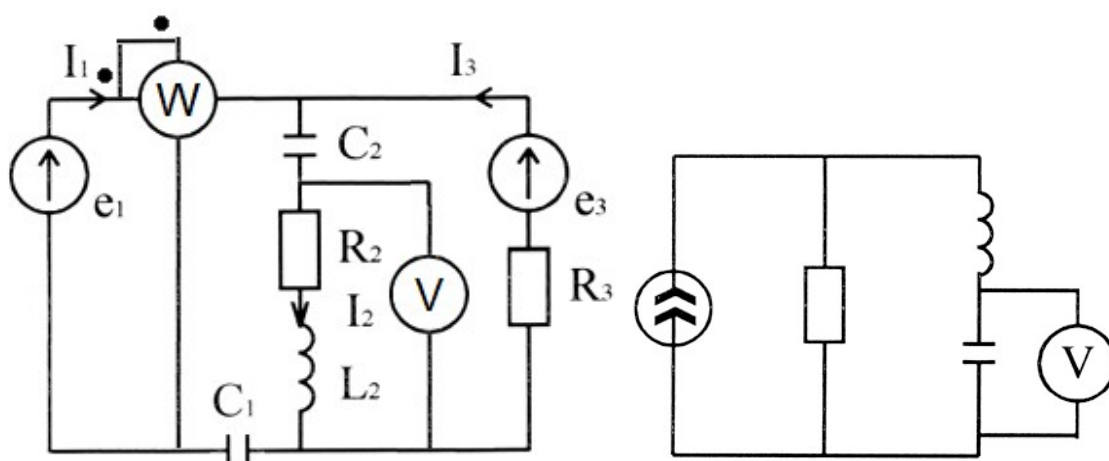 I₁
W
I₃
C₂
e₁
e₃
R₂
V
R₃
I₂
L₂
C₁
V